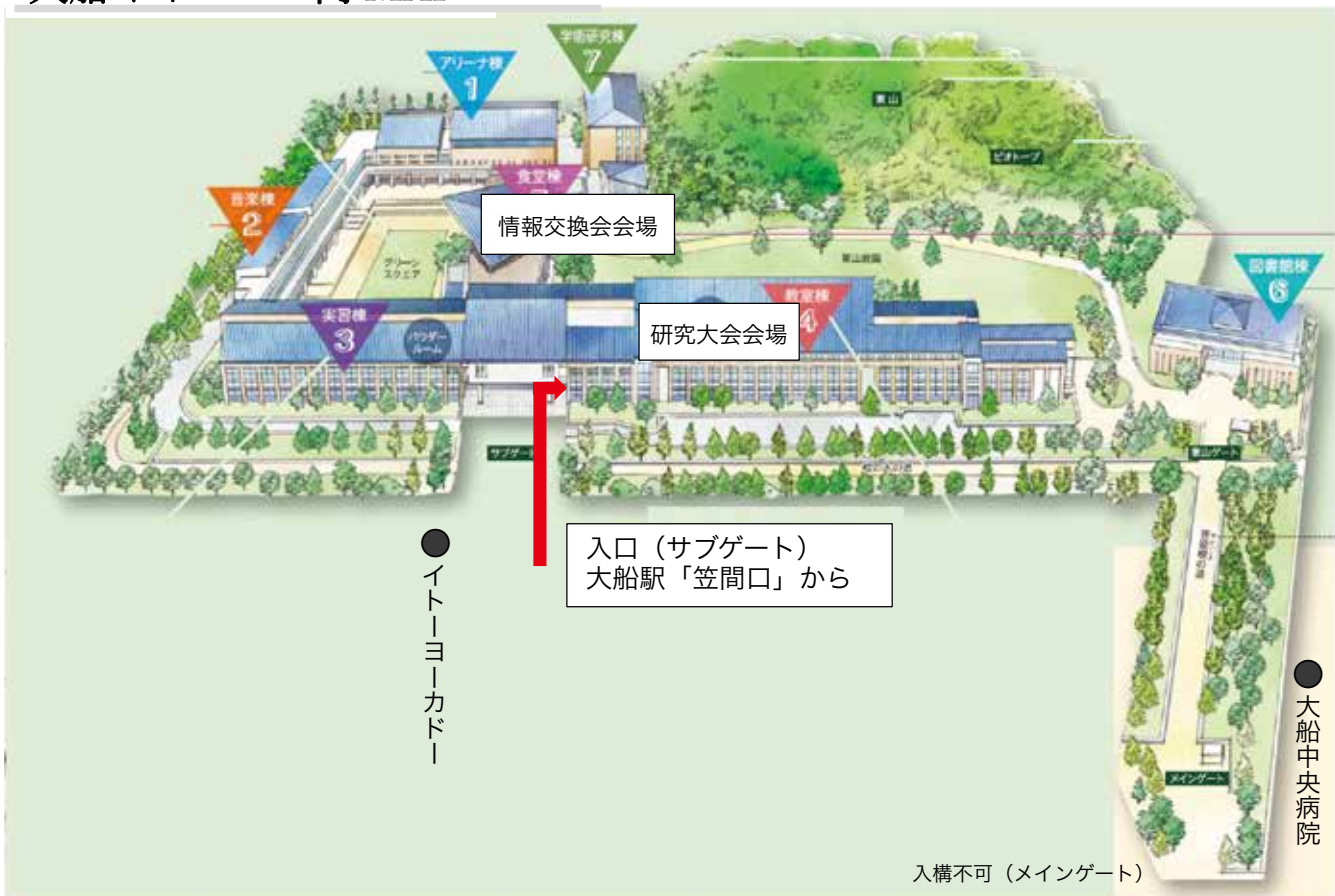 学術研究棟
7
アリーナ棟
1
東山
ビオトープ
食堂棟
音楽棟
2
情報交換会会場
グリーン
スクエア
東山庭園
図書館棟
6
教室棟
4
実習棟
3
パウダー
ルーム
研究大会会場
サブゲート
東山ゲート
入口（サブゲート）
大船駅「笠間口」から
イトーヨーカドー
大船中央病院
メインゲート
入構不可（メインゲート）